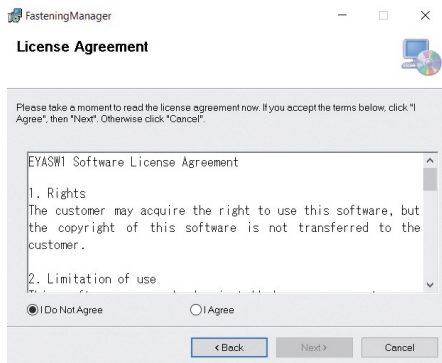 FasteningManager
License Agreement
Please take a moment to read the license agreement now. If you accept the terms below, click "I
Agree", then "Next". Otherwise click "Cancel".
EYASW1 Software License Agreement
1. Rights
The customer may acquire the right to use this software, but
the copyright of this software is not transferred to the
customer.
2. Limitation of use
I Do Not Agree
I Agree
< Back
Next >
Cancel